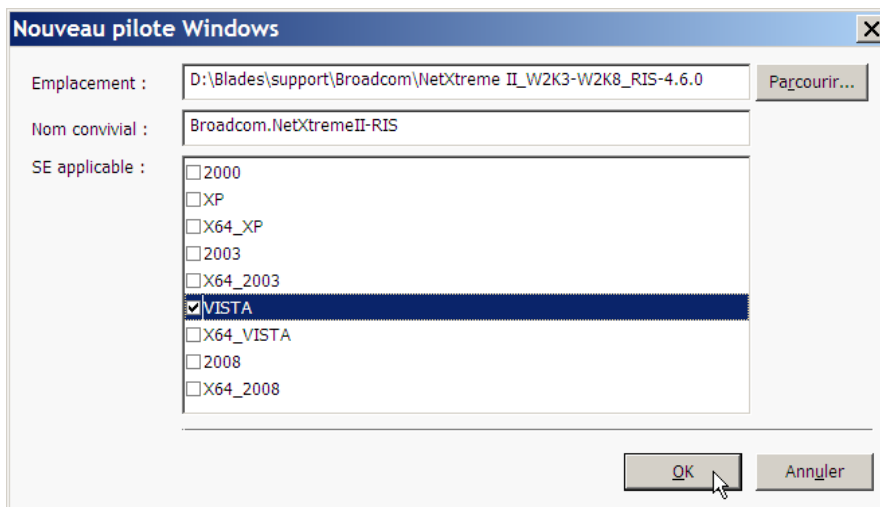 Nouveau pilote Windows
Emplacement :
D:\Blades\support\Broadcom\NetXtreme II_W2K3-W2K8_RIS-4.6.0
Parcourir...
Nom convivial :
Broadcom.NetXtremeII-RIS
SE applicable :
2000
XP
X64_XP
2003
X64_2003
VISTA
X64_VISTA
2008
X64_2008
OK
Annuler